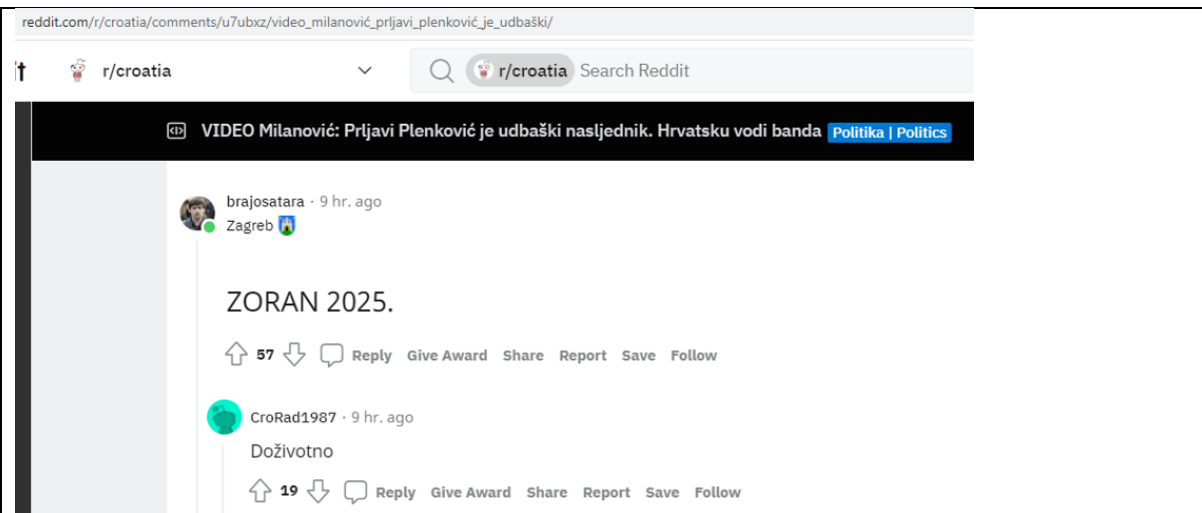 reddit.com/r/croatia/comments/u7ubxz/video_milanović_prljavi_plenković_je_udbaški/
it r/croatia r/croatia Search Reddit
VIDEO Milanović: Prljavi Plenković je udbaški nasljednik. Hrvatsku vodi banda Politika | Politics
brajosatara · 9 hr. ago
Zagreb
ZORAN 2025.
57 Reply Give Award Share Report Save Follow
CroRad1987 · 9 hr. ago
Doživotno
19 Reply Give Award Share Report Save Follow